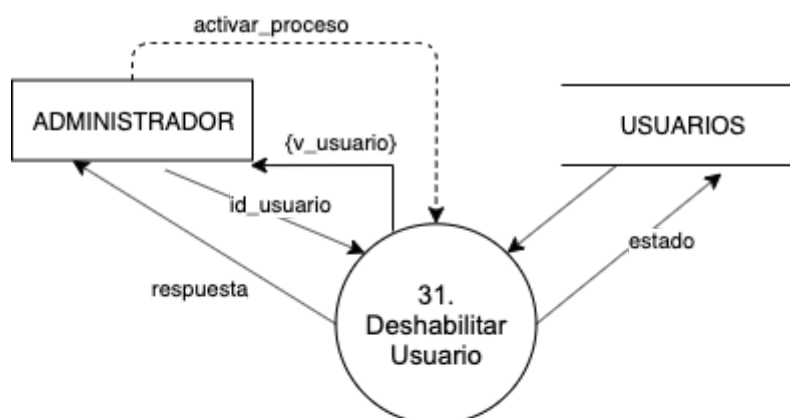 activar_proceso
ADMINISTRADOR
USUARIOS
{v_usuario}
id_usuario
estado
respuesta
31.
Deshabilitar
Usuario